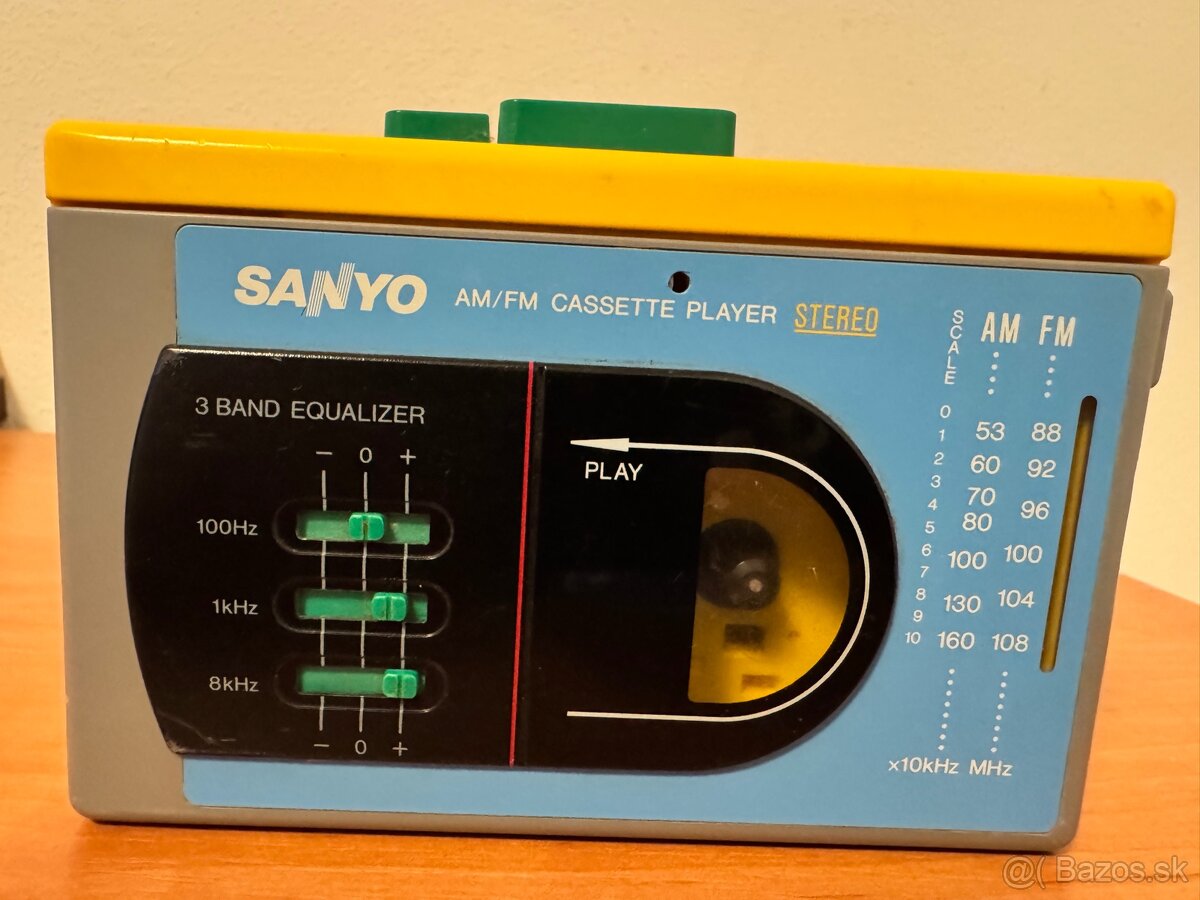 SANYO AM/FM CASSETTE PLAYER STEREO
3 BAND EQUALIZER
- 0 +
100Hz
1kHz
8kHz
- 0 +
PLAY
SCALE AM FM
0
1 53 88
2 60 92
3 70
4 96
5 80
6 100 100
7
8 130 104
9
10 160 108
x10kHz MHz
@( Bazos.sk